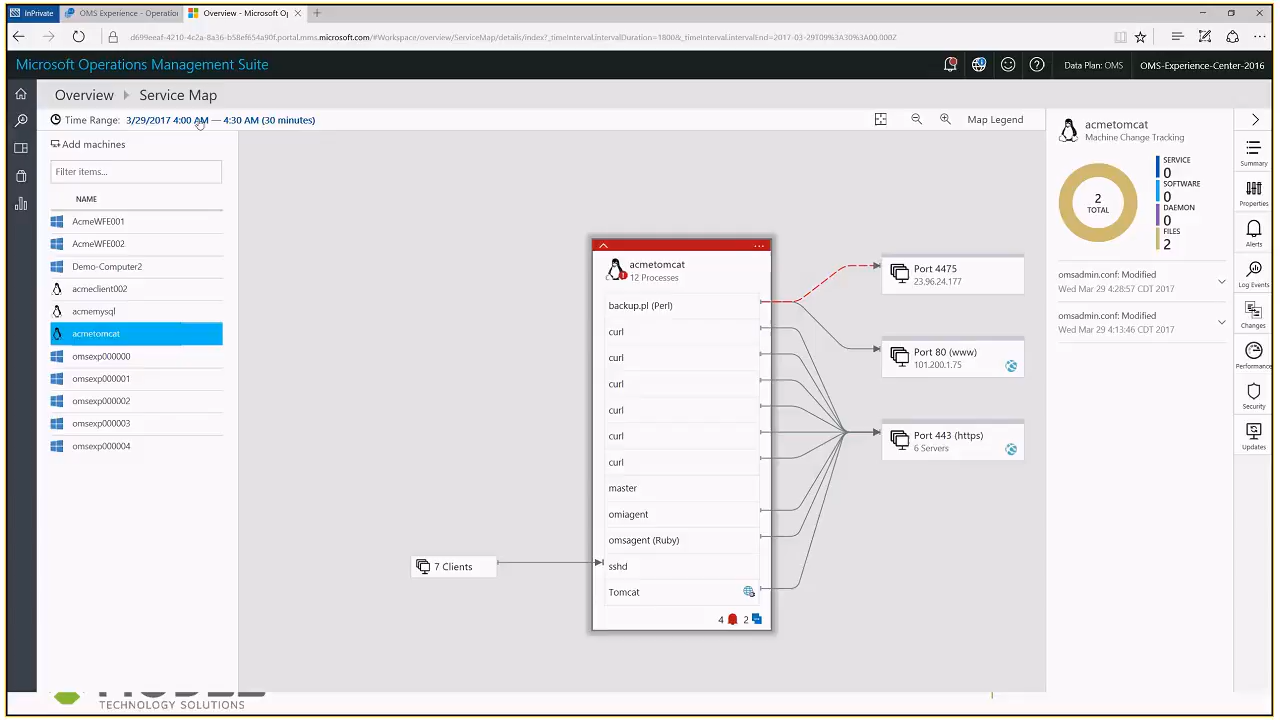 InPrivate
OMS Experience - Operation
Overview - Microsoft Op
d699eeaf-4210-4c2a-8a36-b58ef654a90f.portal.mms.microsoft.com/#Workspace/overview/ServiceMap/details/index?_timeInterval.intervalDuration=1800&_timeInterval.intervalEnd=2017-03-29T09%3A30%3A00.000Z
Microsoft Operations Management Suite
Data Plan: OMS
OMS-Experience-Center-2016
Overview
Service Map
Time Range: 3/29/2017 4:00 AM — 4:30 AM (30 minutes)
Map Legend
Add machines
Filter items...
NAME
AcmeWFE001
AcmeWFE002
Demo-Computer2
acmeclient002
acmemysql
acmetomcat
omsexp000000
omsexp000001
omsexp000002
omsexp000003
omsexp000004
7 Clients
acmetomcat
12 Processes
backup.pl (Perl)
curl
curl
curl
curl
curl
curl
master
omiagent
omsagent (Ruby)
sshd
Tomcat
4
2
Port 4475
23.96.24.177
Port 80 (www)
101.200.1.75
Port 443 (https)
6 Servers
acmetomcat
Machine Change Tracking
2
TOTAL
SERVICE
0
SOFTWARE
0
DAEMON
0
FILES
2
omsadmin.conf: Modified
Wed Mar 29 4:28:57 CDT 2017
omsadmin.conf: Modified
Wed Mar 29 4:13:46 CDT 2017
Summary
Properties
Alerts
Log Events
Changes
Performance
Security
Updates
TECHNOLOGY SOLUTIONS